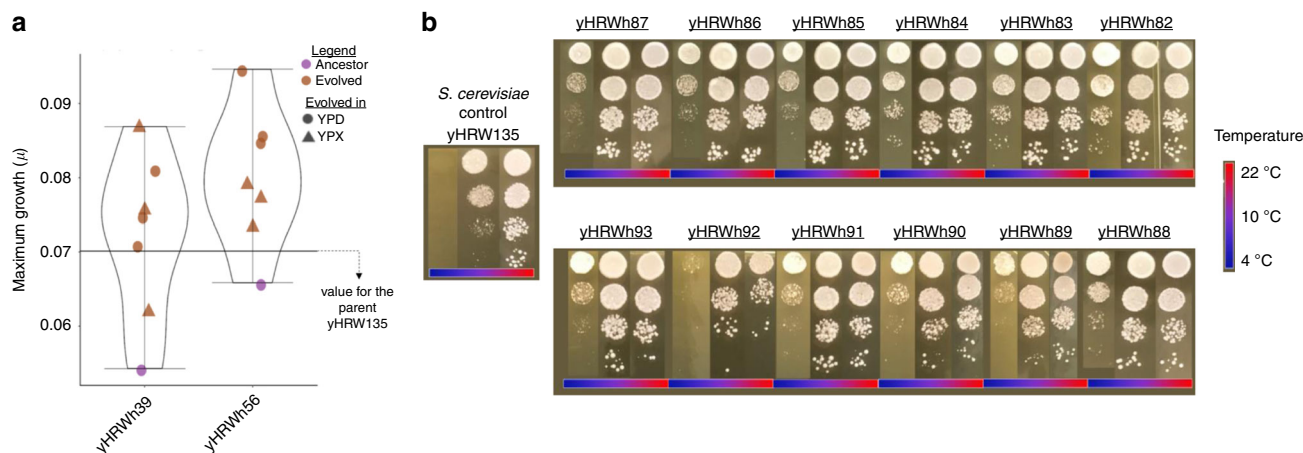 a
Maximum growth (μ)
0.09
0.08
0.07
0.06
yHRWh39
yHRWh56
Legend
Ancestor
Evolved
Evolved in
YPD
YPX
value for the
parent
yHRW135
b
S. cerevisiae
control
yHRW135
yHRWh87
yHRWh86
yHRWh85
yHRWh84
yHRWh83
yHRWh82
yHRWh93
yHRWh92
yHRWh91
yHRWh90
yHRWh89
yHRWh88
Temperature
22 °C
10 °C
4 °C